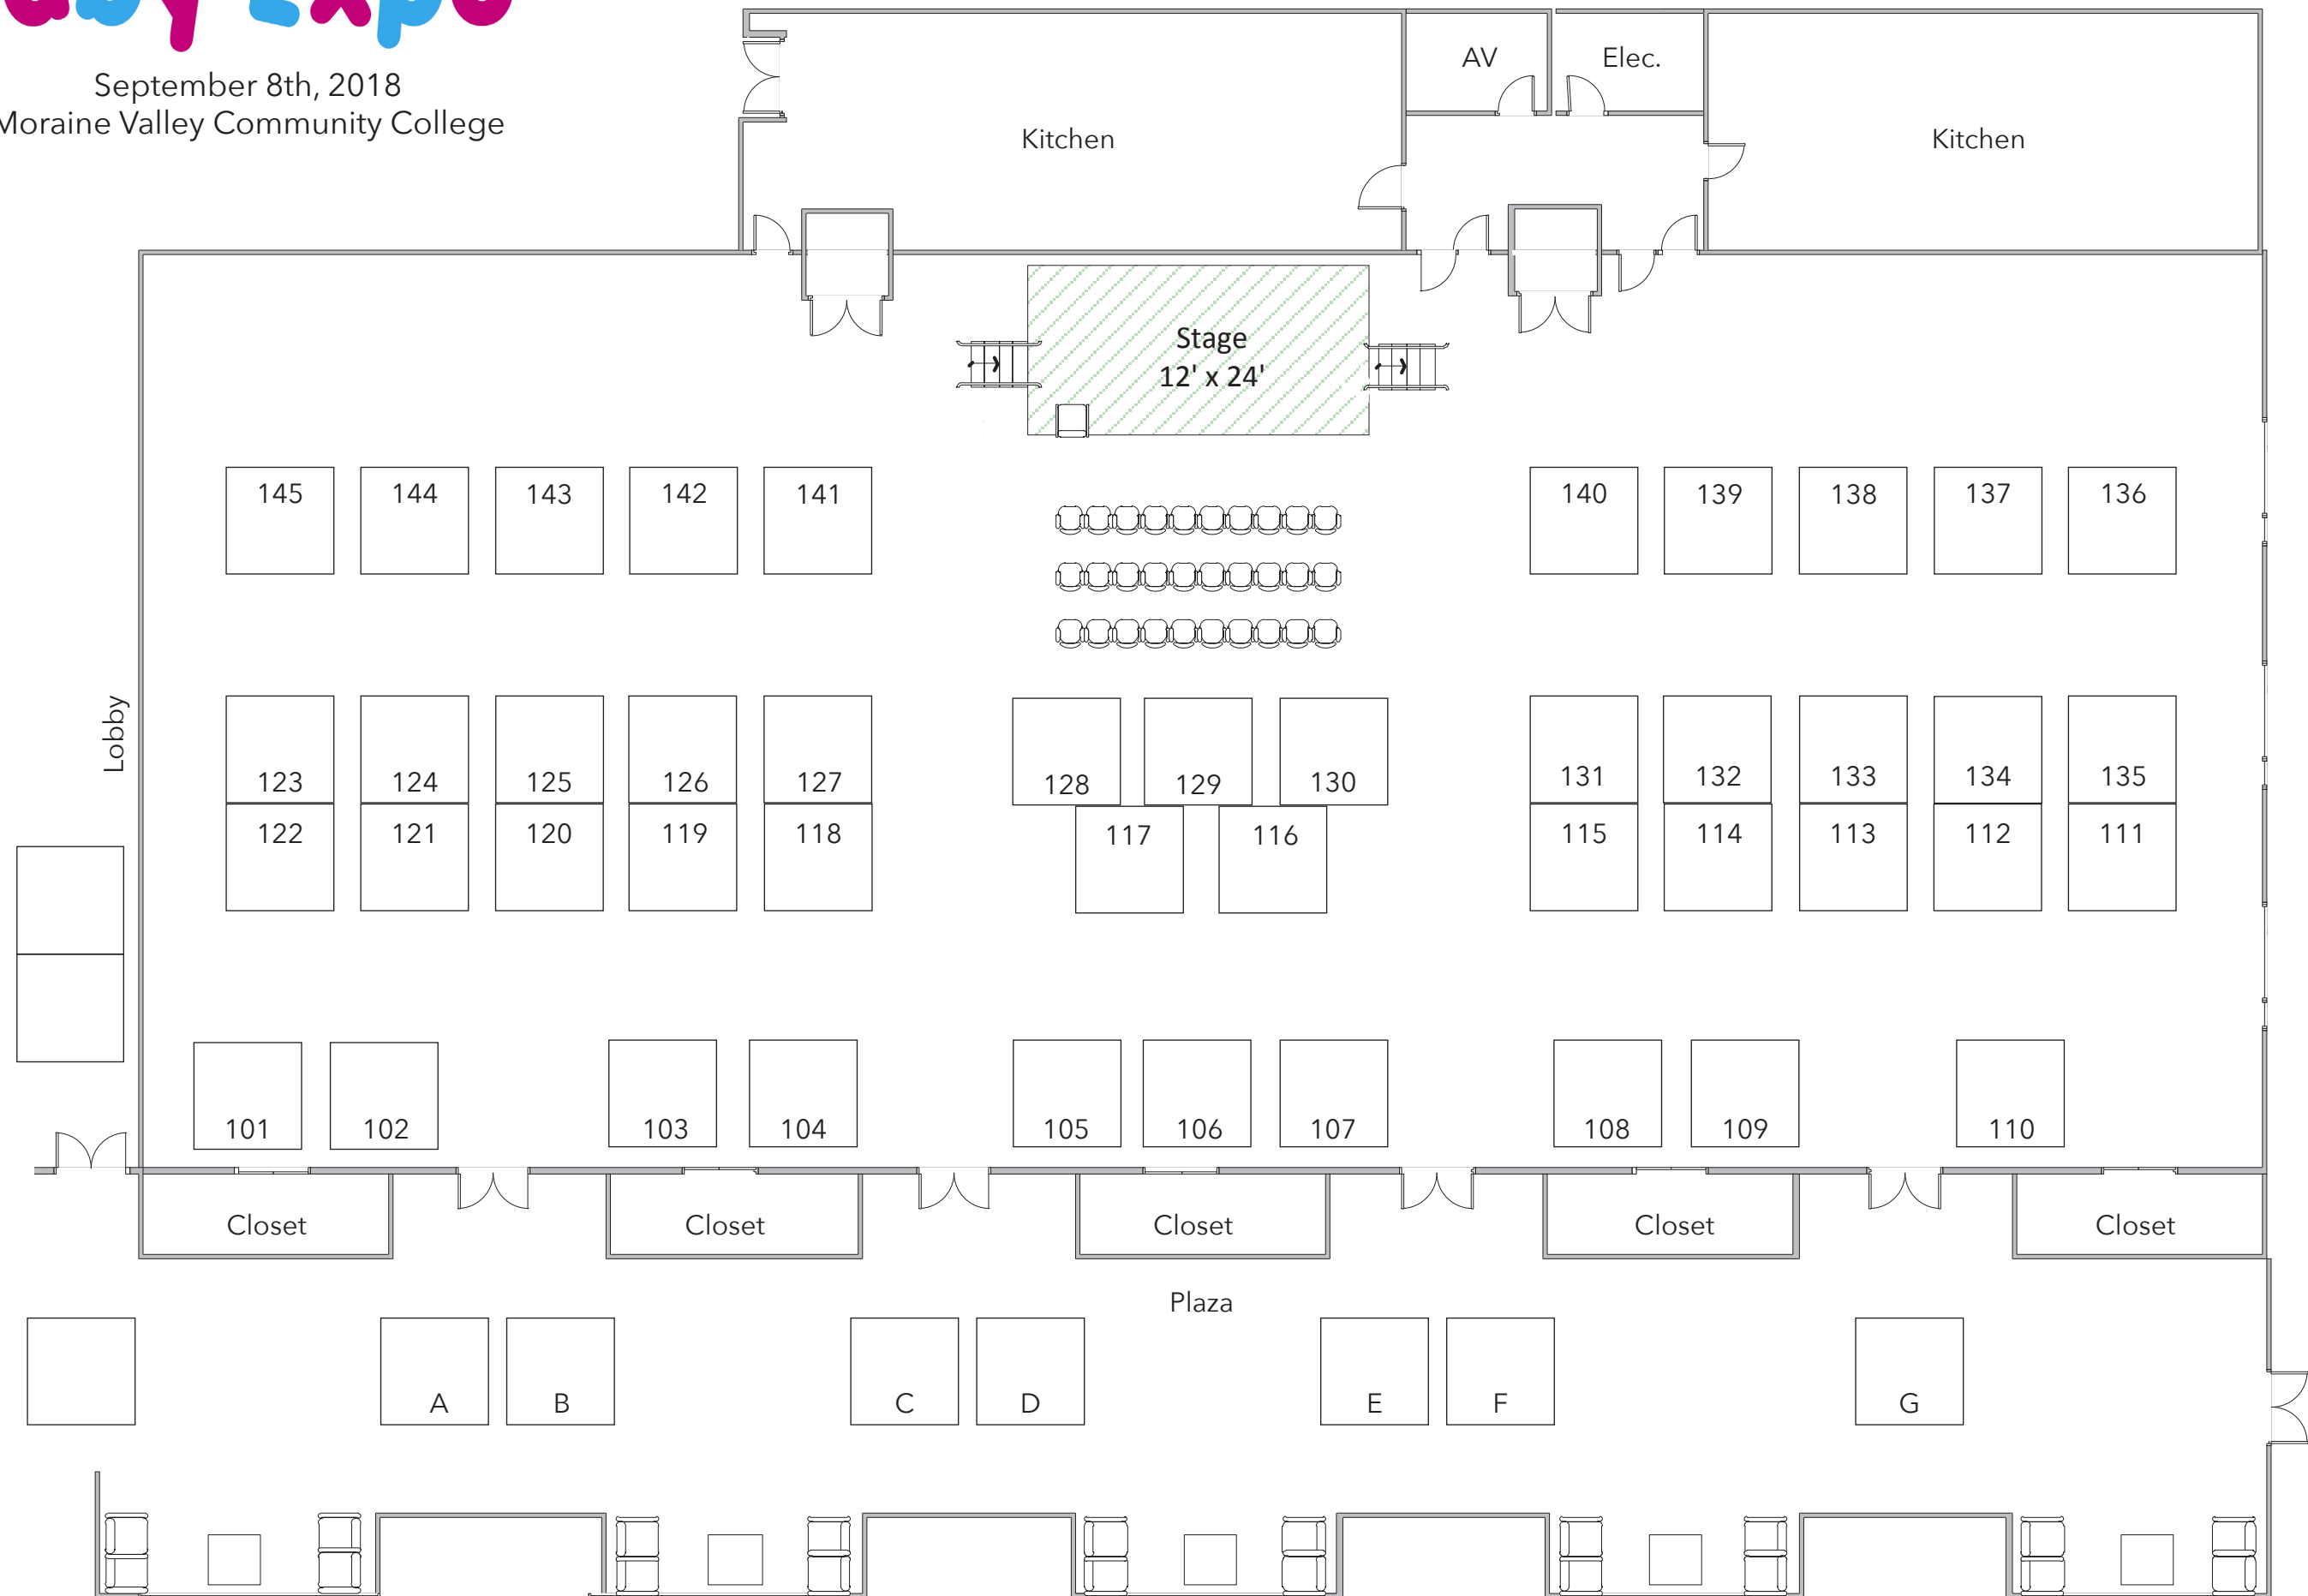 September 8th, 2018
Moraine Valley Community College
AV
Elec.
Kitchen
Kitchen
Stage
12' x 24'
145 144 143 142 141
140 139 138 137 136
Lobby
123 124 125 126 127
128 129 130
131 132 133 134 135
122 121 120 119 118
117 116
115 114 113 112 111
101 102 103 104 105 106 107 108 109 110
Closet Closet Closet Closet Closet
Plaza
A B C D E F G